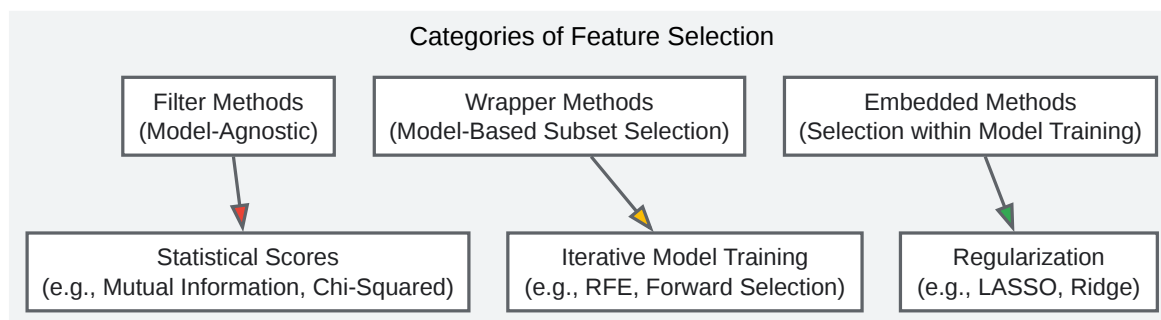 Categories of Feature Selection
Filter Methods
(Model-Agnostic)
Wrapper Methods
(Model-Based Subset Selection)
Embedded Methods
(Selection within Model Training)
Statistical Scores
(e.g., Mutual Information, Chi-Squared)
Iterative Model Training
(e.g., RFE, Forward Selection)
Regularization
(e.g., LASSO, Ridge)